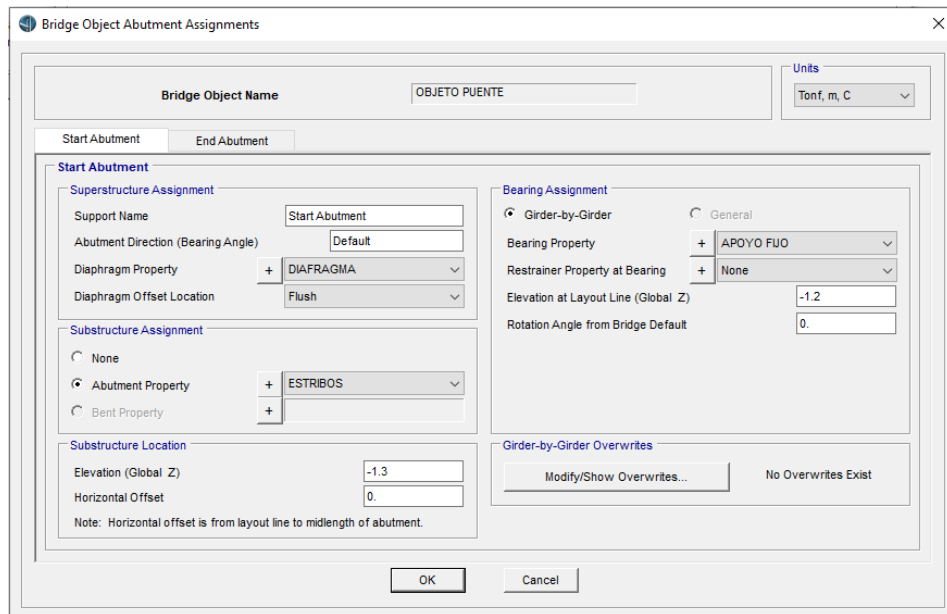 Bridge Object Abutment Assignments
Units
Bridge Object Name OBJETO PUENTE Tonf, m, C
Start Abutment End Abutment
Start Abutment
Superstructure Assignment
Support Name Start Abutment
Abutment Direction (Bearing Angle) Default
Diaphragm Property + DIAFRAGMA
Diaphragm Offset Location Flush
Substructure Assignment
None
Abutment Property + ESTRIBOS
Bent Property +
Substructure Location
Elevation (Global Z) -1.3
Horizontal Offset 0.
Note: Horizontal offset is from layout line to midlength of abutment.
Bearing Assignment
Girder-by-Girder General
Bearing Property + APOYO FIJO
Restrainer Property at Bearing + None
Elevation at Layout Line (Global Z) -1.2
Rotation Angle from Bridge Default 0.
Girder-by-Girder Overwrites
Modify/Show Overwrites... No Overwrites Exist
OK Cancel